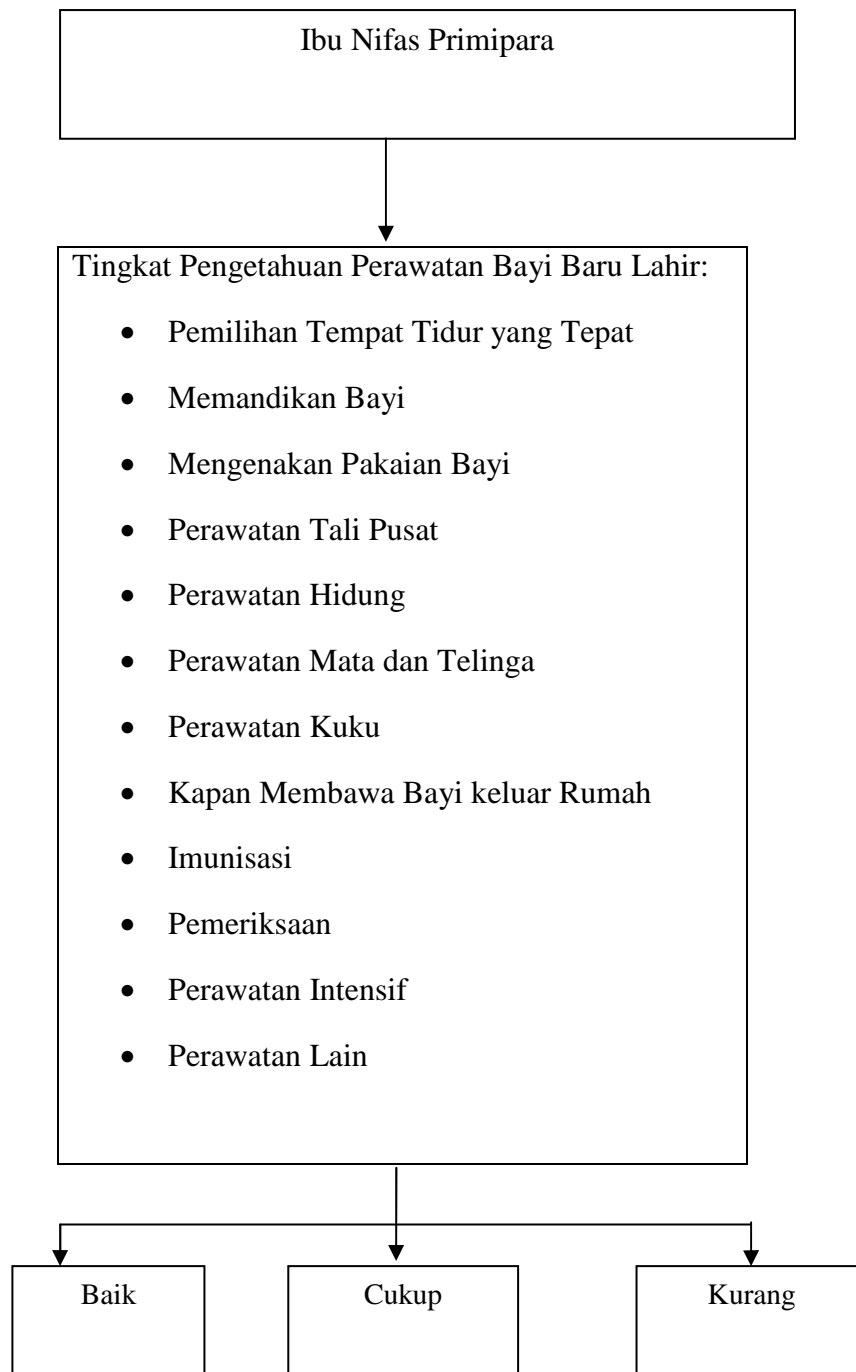 Ibu Nifas Primipara
Tingkat Pengetahuan Perawatan Bayi Baru Lahir:
• Pemilihan Tempat Tidur yang Tepat
• Memandikan Bayi
• Mengenakan Pakaian Bayi
• Perawatan Tali Pusat
• Perawatan Hidung
• Perawatan Mata dan Telinga
• Perawatan Kuku
• Kapan Membawa Bayi keluar Rumah
• Imunisasi
• Pemeriksaan
• Perawatan Intensif
• Perawatan Lain
Baik Cukup Kurang